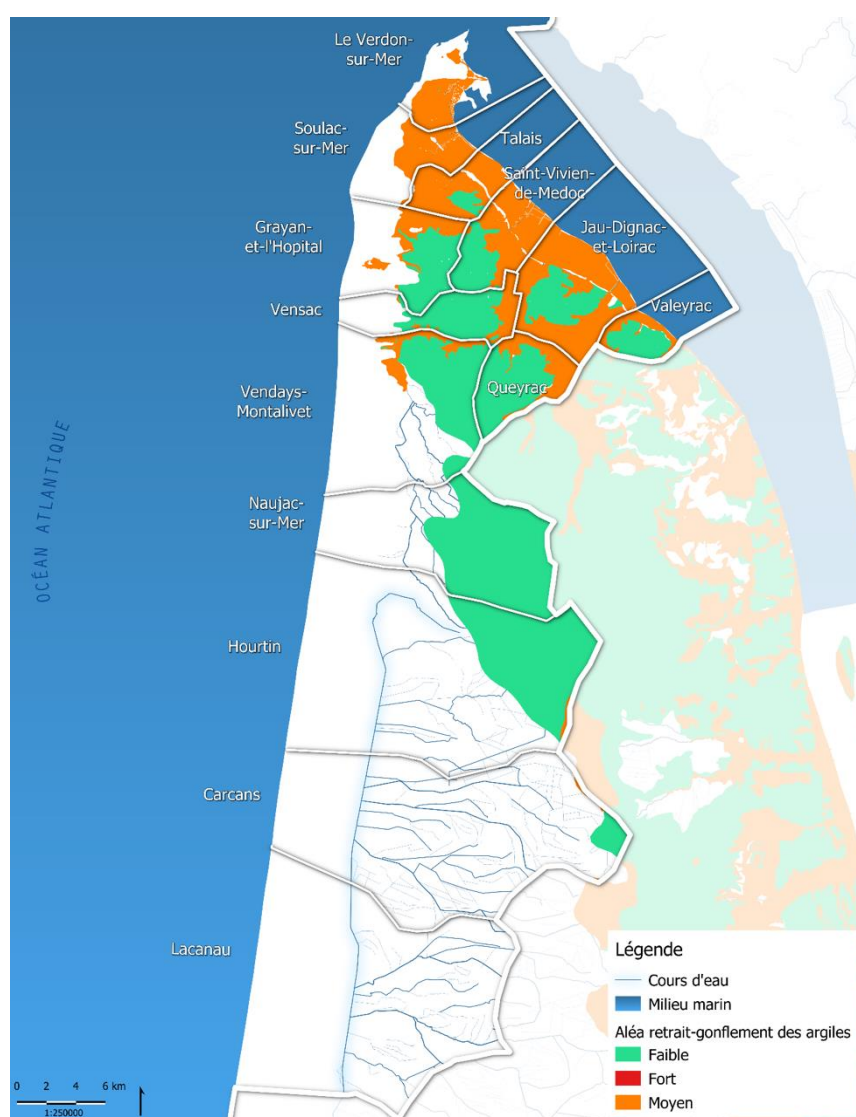 Le Verdon-
sur-Mer
Soulac-
sur-Mer
Talais
Saint-Vivien-
de-Medoc
Grayan-
et-l'Hopital
Jau-Dignac-
et-Loirac
Vensac
Valeyrac
Vendays-
Montalivet
Queyrac
OCÉAN ATLANTIQUE
Naujac-
sur-Mer
Hourtin
Carcans
Lacanau
Légende
Cours d'eau
Milieu marin
Aléa retrait-gonflement des argiles
Faible
Fort
Moyen
0 2 4 6 km
1:250000